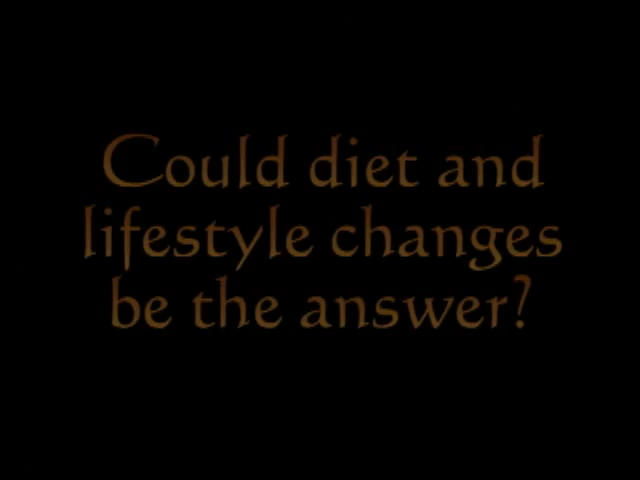 Could diet and
lifestyle changes
be the answer?